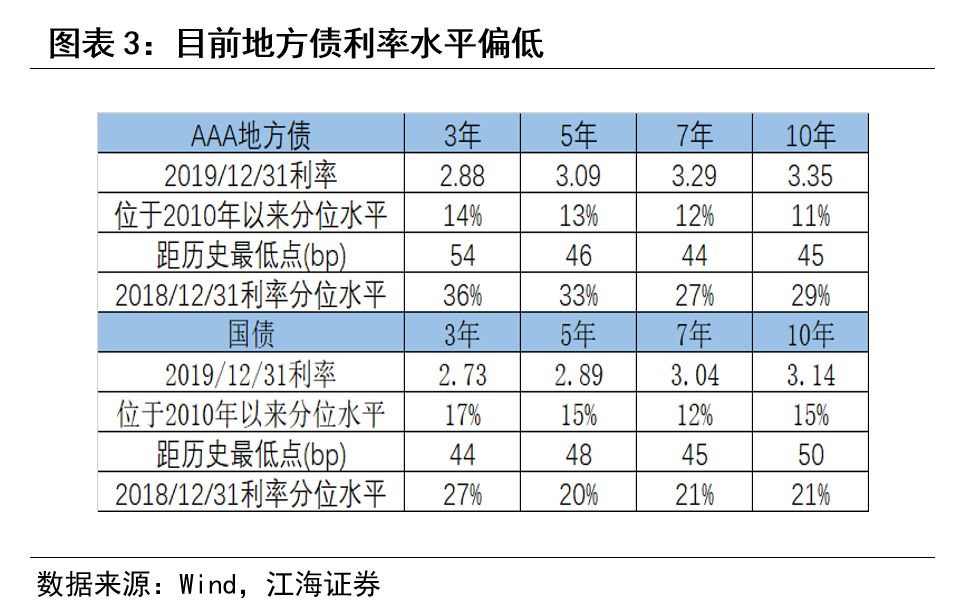 图表 3：目前地方债利率水平偏低
AAA地方债 3年 5年 7年 10年
2019/12/31利率 2.88 3.09 3.29 3.35
位于2010年以来分位水平 14% 13% 12% 11%
距历史最低点(bp) 54 46 44 45
2018/12/31利率分位水平 36% 33% 27% 29%
国债 3年 5年 7年 10年
2019/12/31利率 2.73 2.89 3.04 3.14
位于2010年以来分位水平 17% 15% 12% 15%
距历史最低点(bp) 44 48 45 50
2018/12/31利率分位水平 27% 20% 21% 21%
数据来源：Wind，江海证券